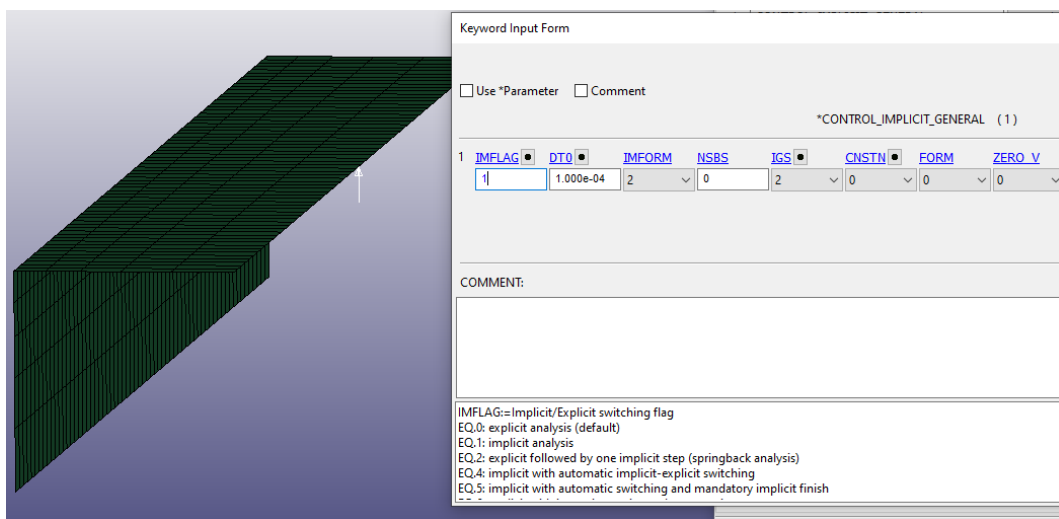 Keyword Input Form
Use *Parameter Comment
*CONTROL_IMPLICIT_GENERAL (1)
1 IMFLAG DT0 IMFORM NSBS IGS CNSTN FORM ZERO_V
1 1.000e-04 2 0 2 0 0 0
COMMENT:
IMFLAG:=Implicit/Explicit switching flag
EQ.0: explicit analysis (default)
EQ.1: implicit analysis
EQ.2: explicit followed by one implicit step (springback analysis)
EQ.4: implicit with automatic implicit-explicit switching
EQ.5: implicit with automatic switching and mandatory implicit finish